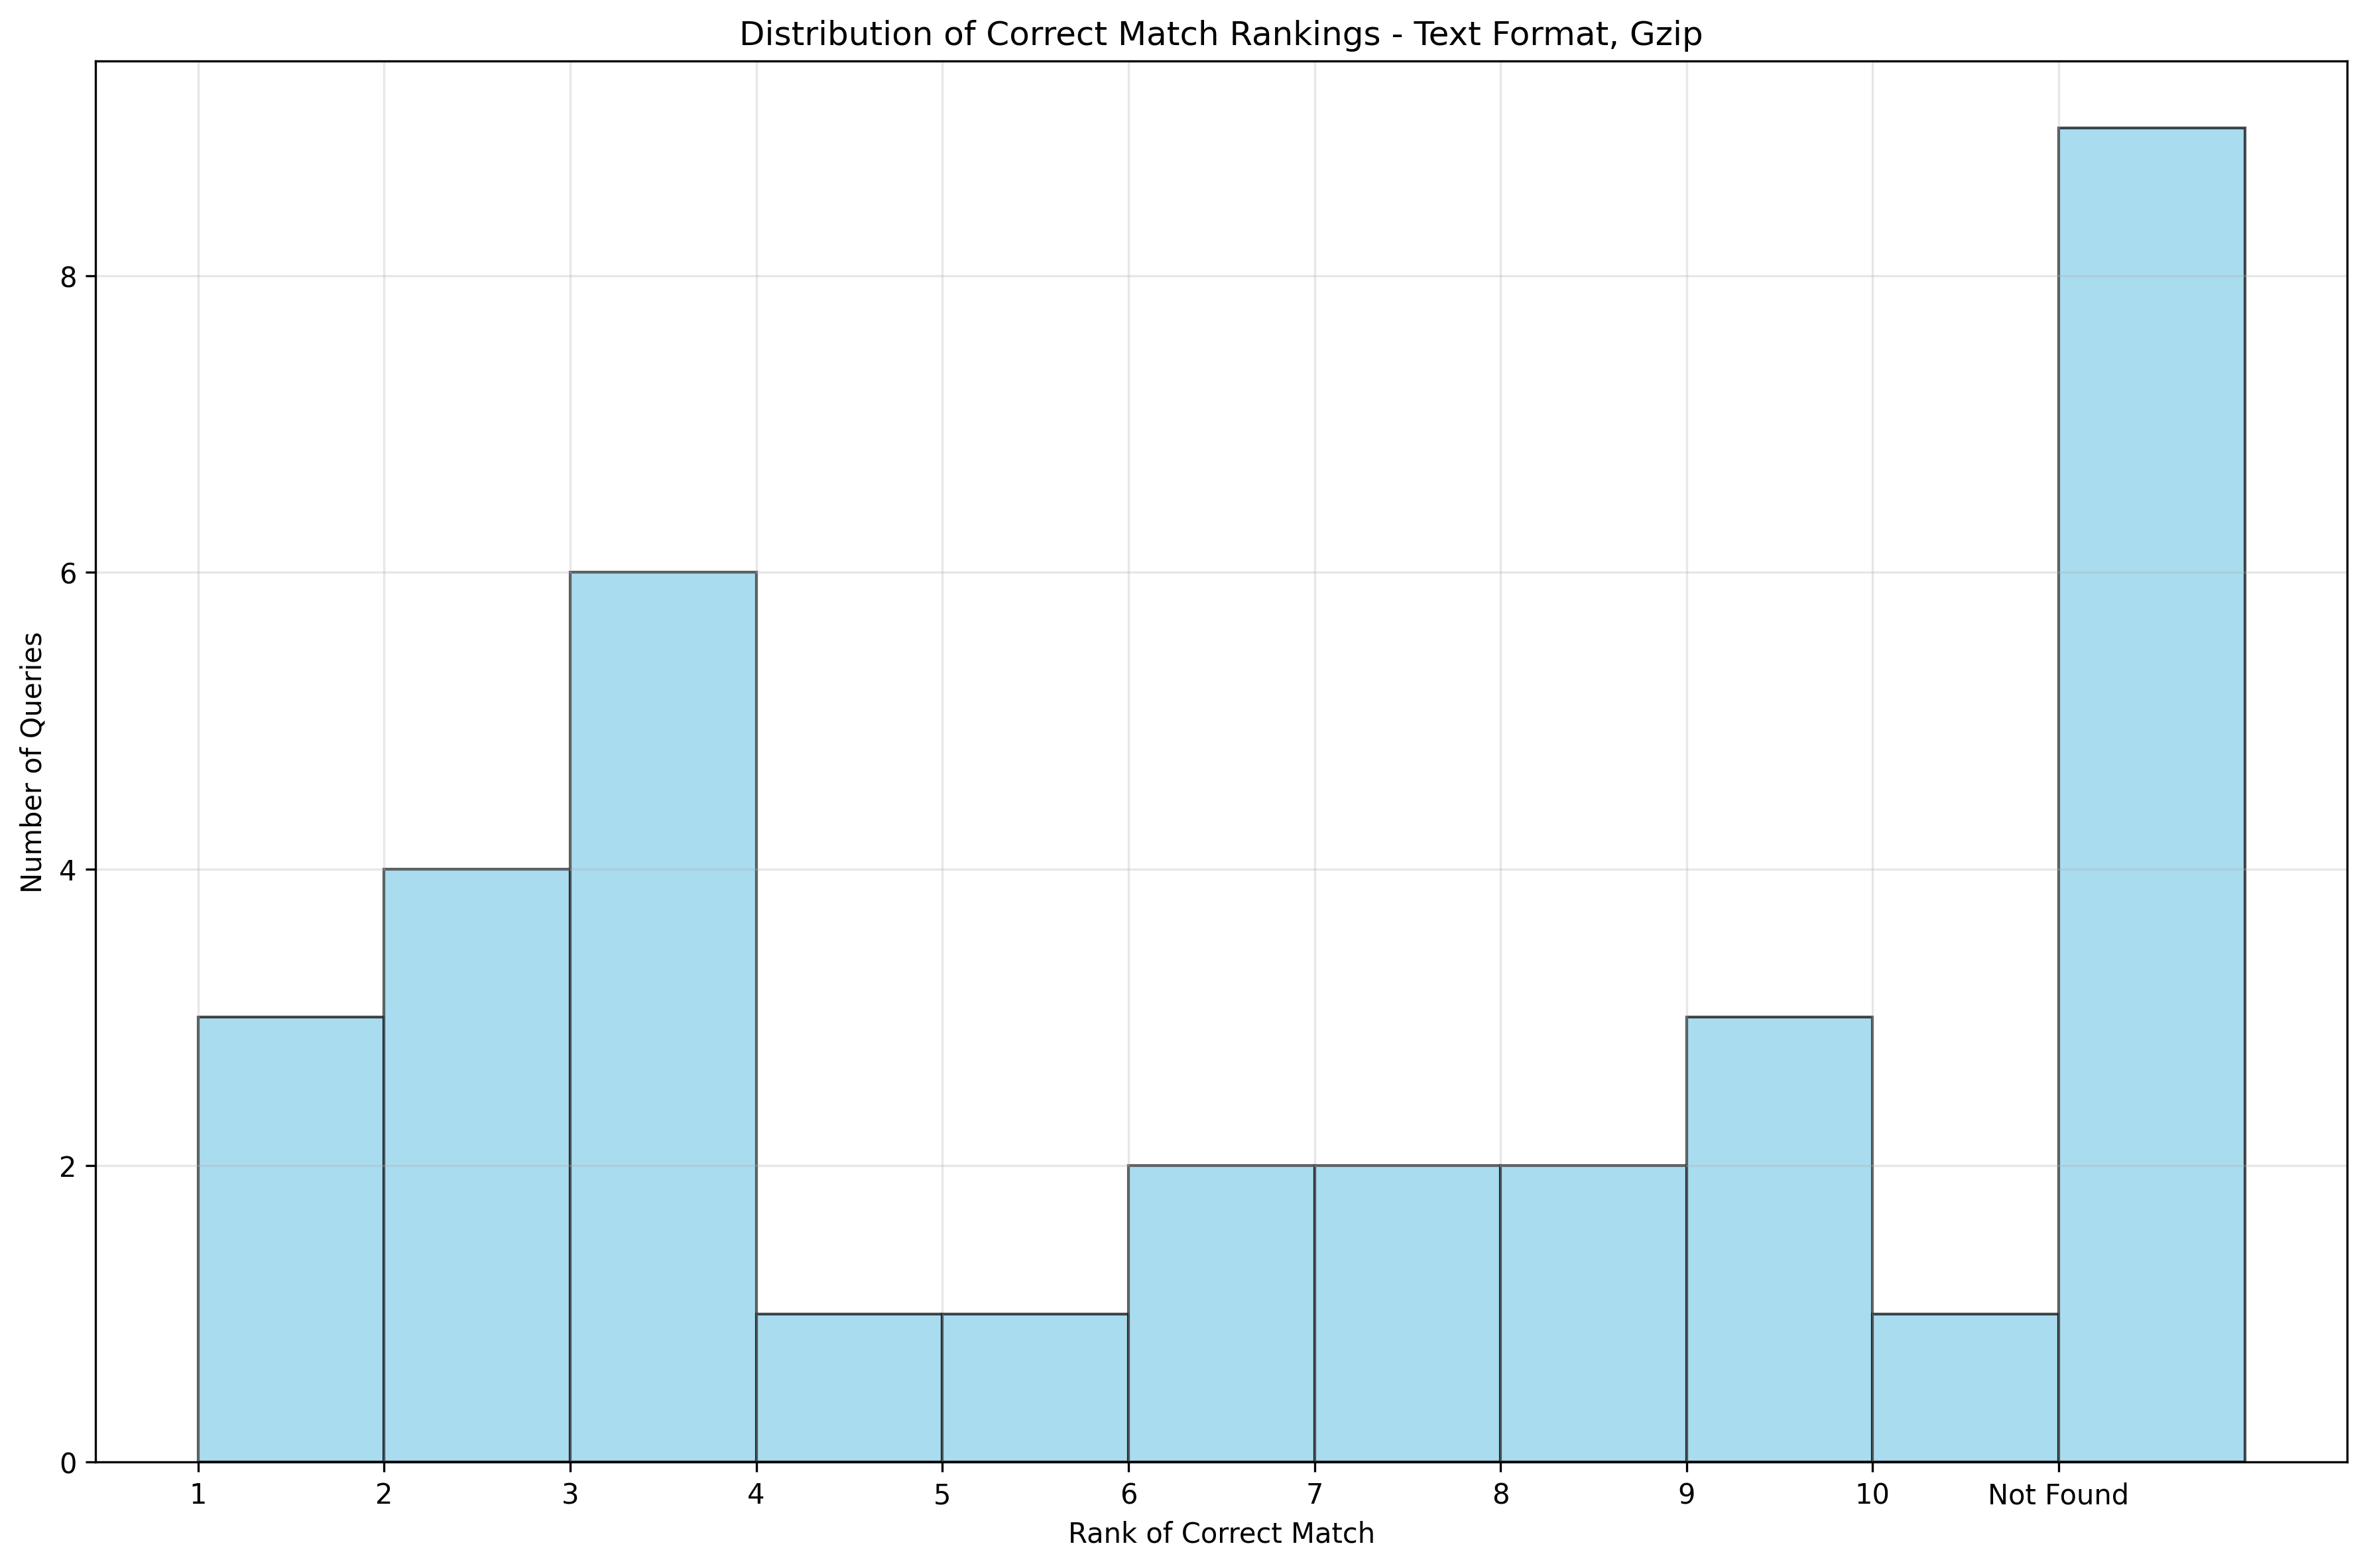 Distribution of Correct Match Rankings - Text Format, Gzip
Number of Queries
8
6
4
2
0
1 2 3 4 5 6 7 8 9 10 Not Found
Rank of Correct Match